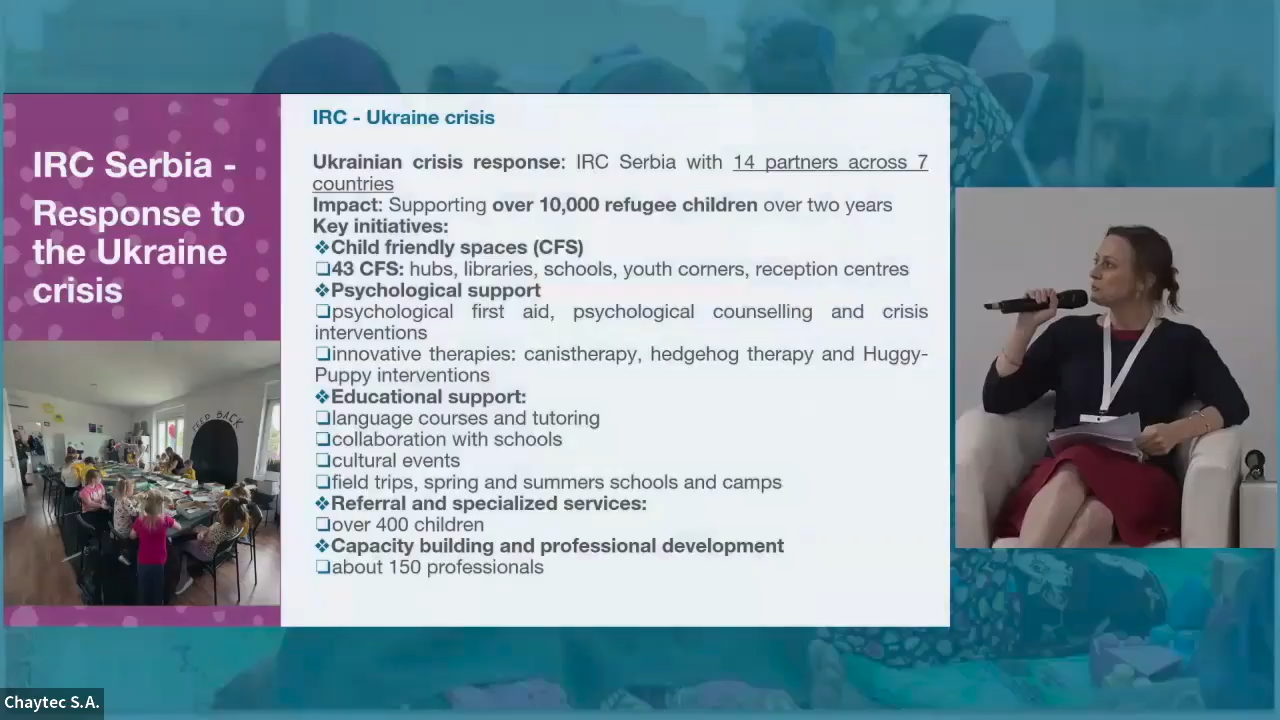 IRC Serbia -
Response to
the Ukraine
crisis
FEED BACK
IRC - Ukraine crisis
Ukrainian crisis response: IRC Serbia with 14 partners across 7
countries
Impact: Supporting over 10,000 refugee children over two years
Key initiatives:
❖Child friendly spaces (CFS)
❑43 CFS: hubs, libraries, schools, youth corners, reception centres
❖Psychological support
❑psychological first aid, psychological counselling and crisis
interventions
❑innovative therapies: canistherapy, hedgehog therapy and Huggy-
Puppy interventions
❖Educational support:
❑language courses and tutoring
❑collaboration with schools
❑cultural events
❑field trips, spring and summers schools and camps
❖Referral and specialized services:
❑over 400 children
❖Capacity building and professional development
❑about 150 professionals
Chaytec S.A.